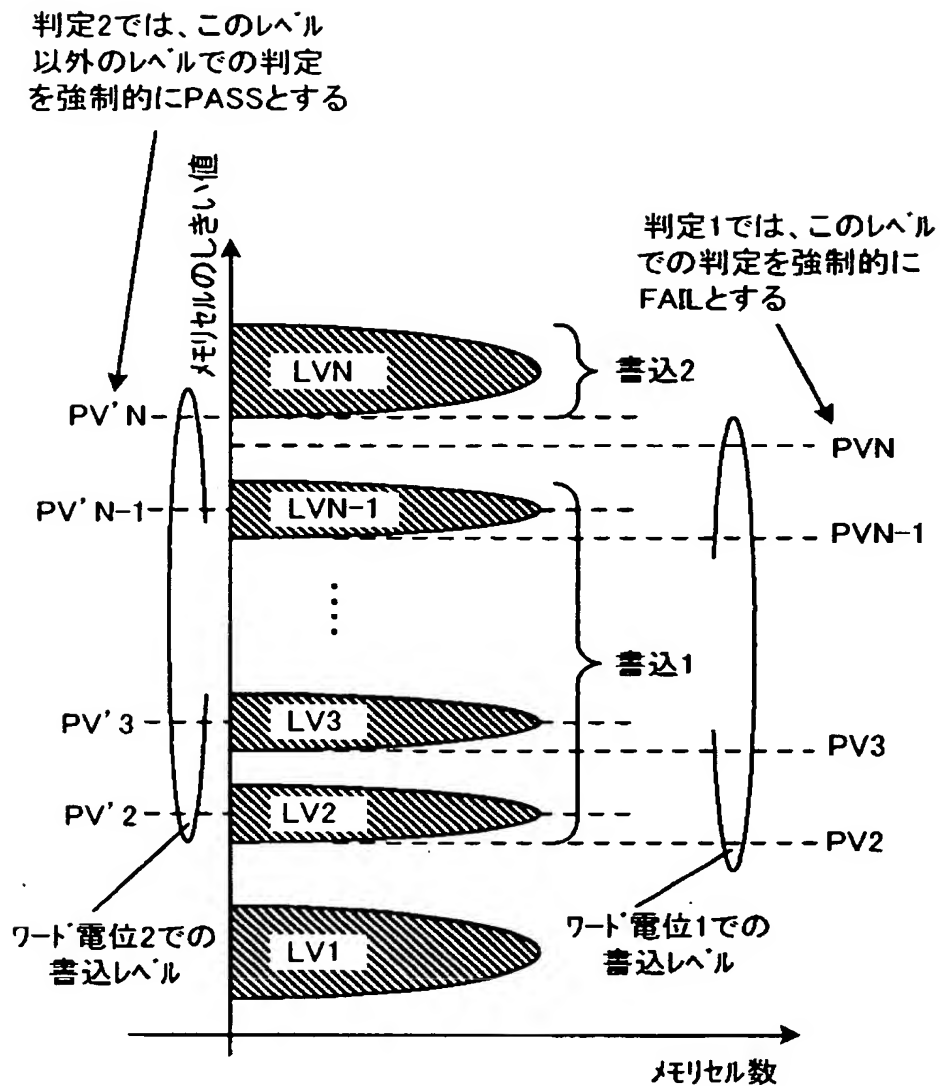 判定2では、このレベル
以外のレベルでの判定
を強制的にPASSとする
メモリセルのしきい値
判定1では、このレベル
での判定を強制的に
FAILとする
LVN
書込2
PV'N
PVN
PV'N-1
LVN-1
PVN-1
書込1
PV'3
LV3
PV3
PV'2
LV2
PV2
ワード電位2での
書込レベル
LV1
ワード電位1での
書込レベル
メモリセル数